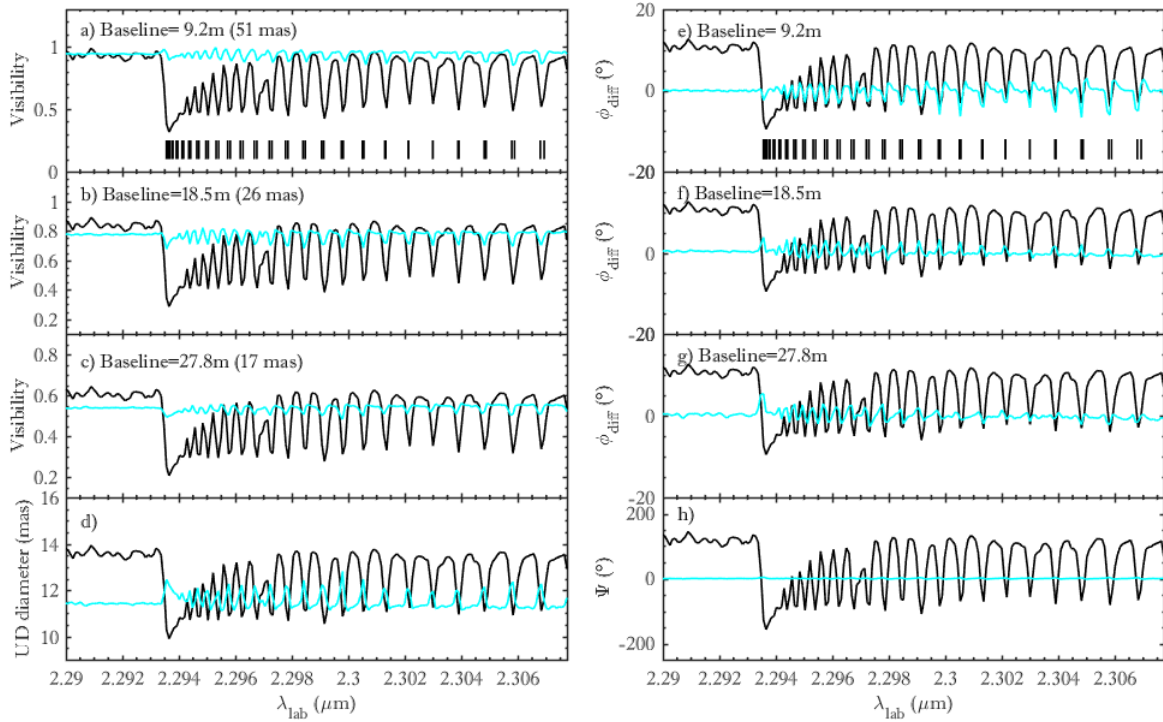 a) Baseline= 9.2m (51 mas)
Visibility
1
0.5
0
b) Baseline=18.5m (26 mas)
Visibility
1
0.8
0.6
0.4
0.2
c) Baseline=27.8m (17 mas)
Visibility
0.8
0.6
0.4
0.2
d)
UD diameter (mas)
16
14
12
10
2.29 2.292 2.294 2.296 2.298 2.3 2.302 2.304 2.306
λlab (μm)
e) Baseline= 9.2m
ϕdiff (°)
20
10
0
-20
f) Baseline=18.5m
ϕdiff (°)
20
0
-20
g) Baseline=27.8m
ϕdiff (°)
20
0
-20
h)
Ψ (°)
200
0
-200
2.29 2.292 2.294 2.296 2.298 2.3 2.302 2.304 2.306
λlab (μm)